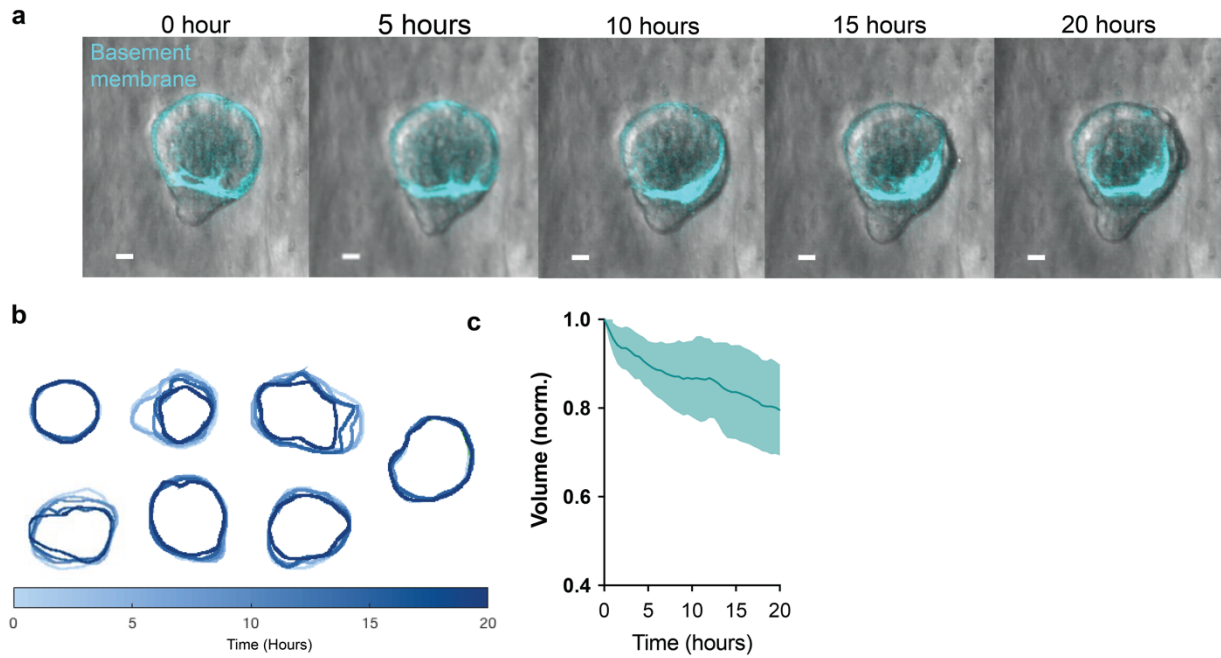 a
0 hour
5 hours
10 hours
15 hours
20 hours
Basement
membrane
b
0
5
10
15
20
Time (Hours)
c
Volume (norm.)
1.0
0.8
0.6
0.4
0
5
10
15
20
Time (hours)